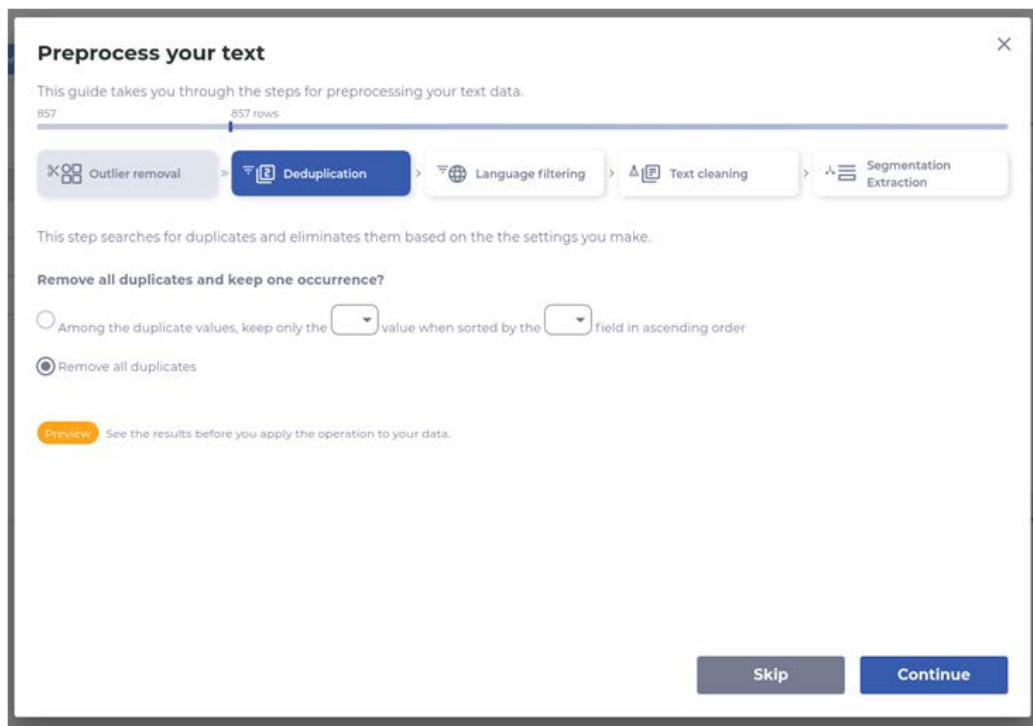 Preprocess your text
This guide takes you through the steps for preprocessing your text data.
857 857 rows
Outlier removal » Deduplication › Language filtering › Text cleaning › Segmentation Extraction
This step searches for duplicates and eliminates them based on the the settings you make.
Remove all duplicates and keep one occurrence?
Among the duplicate values, keep only the value when sorted by the field in ascending order
Remove all duplicates
Preview See the results before you apply the operation to your data.
Skip Continue